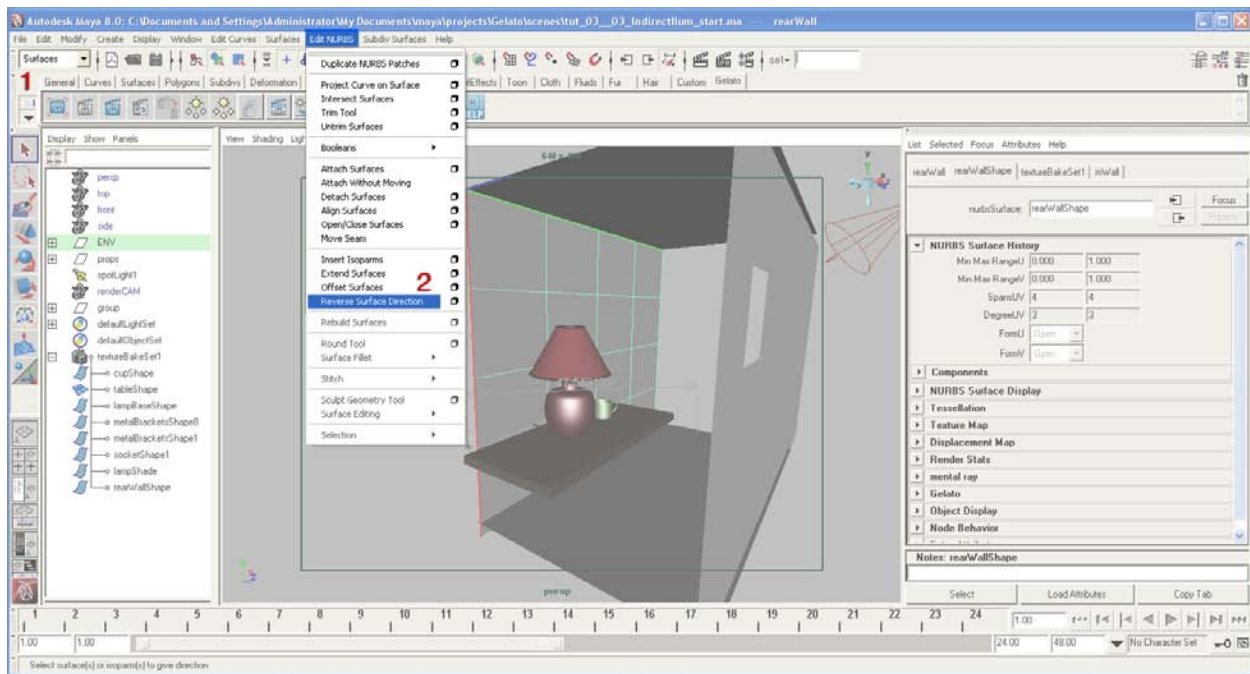 Autodesk Maya 8.0: C:\Documents and Settings\Administrator\My Documents\maya\projects\Gelato\scenes\tut_03__03_IndirectIlum_start.ma --- rearWall
File Edit Modify Create Display Window Edit Curves Surfaces Edit NURBS Subdiv Surfaces Help
Surfaces
sel-
1
General Curves Surfaces Polygons Subdivs Deformation
Toon Cloth Fluids Fur Hair Custom Gelato
Display Show Panels
persp
top
front
side
ENV
props
spotLight1
renderCAM
group
defaultLightSet
defaultObjectSet
textureBakeSet1
cupShape
tableShape
lampBaseShape
metalBracketsShape8
metalBracketsShape1
socketShape1
lampShade
rearWallShape
View Shading
Duplicate NURBS Patches
Project Curve on Surface
Intersect Surfaces
Trim Tool
Untrim Surfaces
Booleans
Attach Surfaces
Attach Without Moving
Detach Surfaces
Align Surfaces
Open/Close Surfaces
Move Seam
Insert Isoparms
Extend Surfaces
Offset Surfaces
2
Reverse Surface Direction
Rebuild Surfaces
Round Tool
Surface Fillet
Stitch
Sculpt Geometry Tool
Surface Editing
Selection
persp
List Selected Focus Attributes Help
rearWall rearWallShape textureBakeSet1 mWall
nurbsSurface: rearWallShape
Focus
Presets
NURBS Surface History
Min Max RangeU 0.000 1.000
Min Max RangeV 0.000 1.000
SpansUV 4 4
DegreeUV 3 3
FormU Open
FormV Open
Components
NURBS Surface Display
Tessellation
Texture Map
Displacement Map
Render Stats
mental ray
Gelato
Object Display
Node Behavior
Notes: rearWallShape
Select Load Attributes Copy Tab
1 2 3 4 5 6 7 8 9 10 11 12 13 14 15 16 17 18 19 20 21 22 23 24
1.00
1.00 1.00 24.00 48.00 No Character Set
Select surface(s) or isoparm(s) to give direction